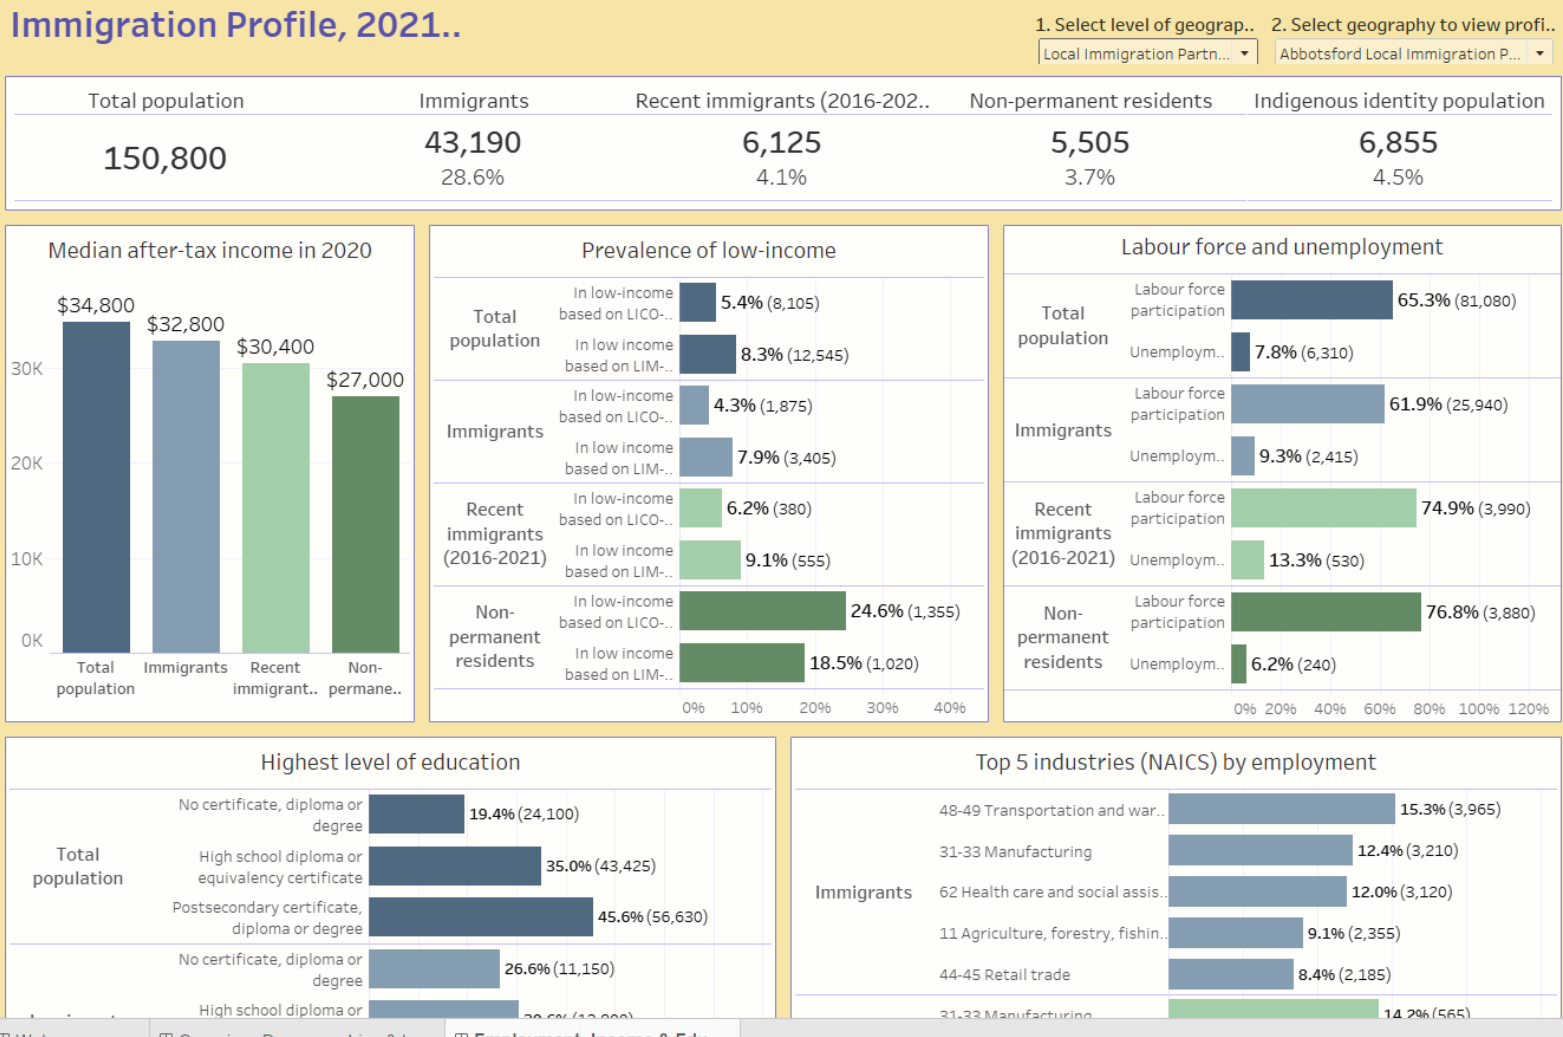 Immigration Profile, 2021..
1. Select level of geograp..
2. Select geography to view profi..
Local Immigration Partn...
Abbotsford Local Immigration P...
Total population
Immigrants
Recent immigrants (2016-202..
Non-permanent residents
Indigenous identity population
150,800
43,190
6,125
5,505
6,855
28.6%
4.1%
3.7%
4.5%
Median after-tax income in 2020
$34,800
$32,800
$30,400
$27,000
30K
20K
10K
0K
Total
population
Immigrants
Recent
immigrant..
Non-
permane..
Prevalence of low-income
Total
population
In low-income
based on LICO-..
5.4% (8,105)
In low income
based on LIM-..
8.3% (12,545)
Immigrants
In low-income
based on LICO-..
4.3% (1,875)
In low income
based on LIM-..
7.9% (3,405)
Recent
immigrants
(2016-2021)
In low-income
based on LICO-..
6.2% (380)
In low income
based on LIM-..
9.1% (555)
Non-
permanent
residents
In low-income
based on LICO-..
24.6% (1,355)
In low income
based on LIM-..
18.5% (1,020)
0% 10% 20% 30% 40%
Labour force and unemployment
Total
population
Labour force
participation
65.3% (81,080)
Unemploym..
7.8% (6,310)
Immigrants
Labour force
participation
61.9% (25,940)
Unemploym..
9.3% (2,415)
Recent
immigrants
(2016-2021)
Labour force
participation
74.9% (3,990)
Unemploym..
13.3% (530)
Non-
permanent
residents
Labour force
participation
76.8% (3,880)
Unemploym..
6.2% (240)
0% 20% 40% 60% 80% 100% 120%
Highest level of education
Total
population
No certificate, diploma or
degree
19.4% (24,100)
High school diploma or
equivalency certificate
35.0% (43,425)
Postsecondary certificate,
diploma or degree
45.6% (56,630)
No certificate, diploma or
degree
26.6% (11,150)
High school diploma or
Top 5 industries (NAICS) by employment
Immigrants
48-49 Transportation and war..
15.3% (3,965)
31-33 Manufacturing
12.4% (3,210)
62 Health care and social assis..
12.0% (3,120)
11 Agriculture, forestry, fishin..
9.1% (2,355)
44-45 Retail trade
8.4% (2,185)
31-33 Manufacturing
14.2% (565)